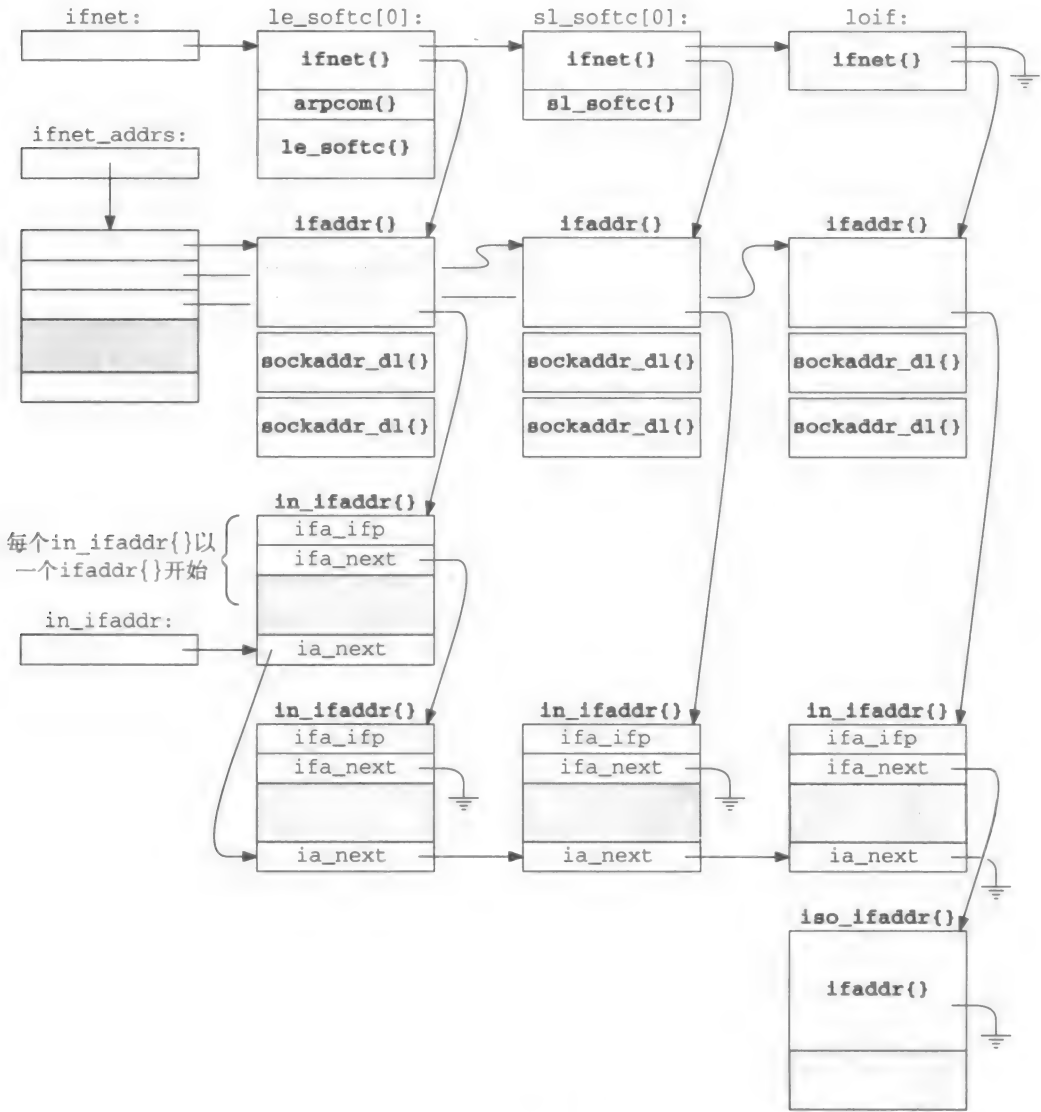 ifnet:
le_softc[0]:
sl_softc[0]:
loif:
ifnet{}
ifnet{}
ifnet{}
arpcom{}
sl_softc{}
le_softc{}
ifnet_addrs:
ifaddr{}
ifaddr{}
ifaddr{}
sockaddr_dl{}
sockaddr_dl{}
sockaddr_dl{}
sockaddr_dl{}
sockaddr_dl{}
sockaddr_dl{}
in_ifaddr{}
ifa_ifp
ifa_next
每个in_ifaddr{}以
一个ifaddr{}开始
in_ifaddr:
ia_next
in_ifaddr{}
in_ifaddr{}
in_ifaddr{}
ifa_ifp
ifa_ifp
ifa_ifp
ifa_next
ifa_next
ifa_next
ia_next
ia_next
ia_next
iso_ifaddr{}
ifaddr{}